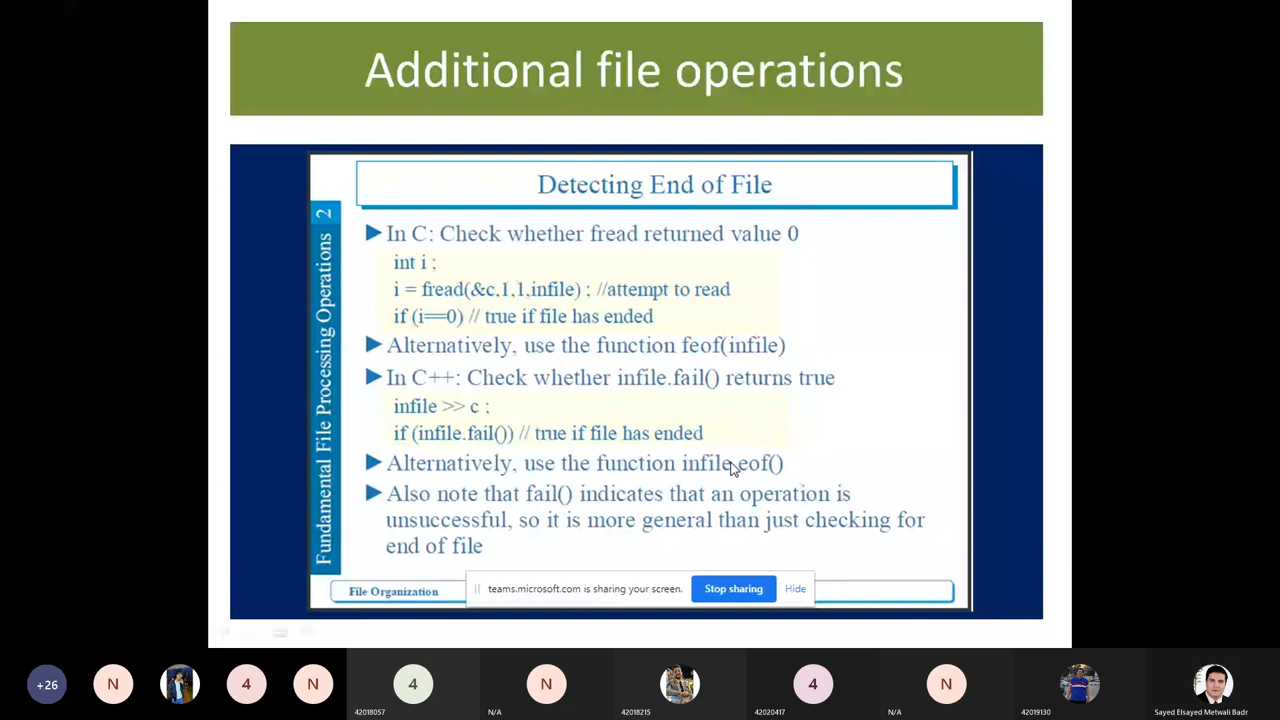 Additional file operations
Detecting End of File
Fundamental File Processing Operations 2
In C: Check whether fread returned value 0
int i ;
i = fread(&c,1,1,infile) ; //attempt to read
if (i==0) // true if file has ended
Alternatively, use the function feof(infile)
In C++: Check whether infile.fail() returns true
infile >> c ;
if (infile.fail()) // true if file has ended
Alternatively, use the function infile.eof()
Also note that fail() indicates that an operation is
unsuccessful, so it is more general than just checking for
end of file
File Organization
teams.microsoft.com is sharing your screen. Stop sharing Hide
+26 N 4 N 4 N 4 N
42018057 N/A 42018215 42020417 N/A 42019130 Sayed Elsayed Metwali Badr